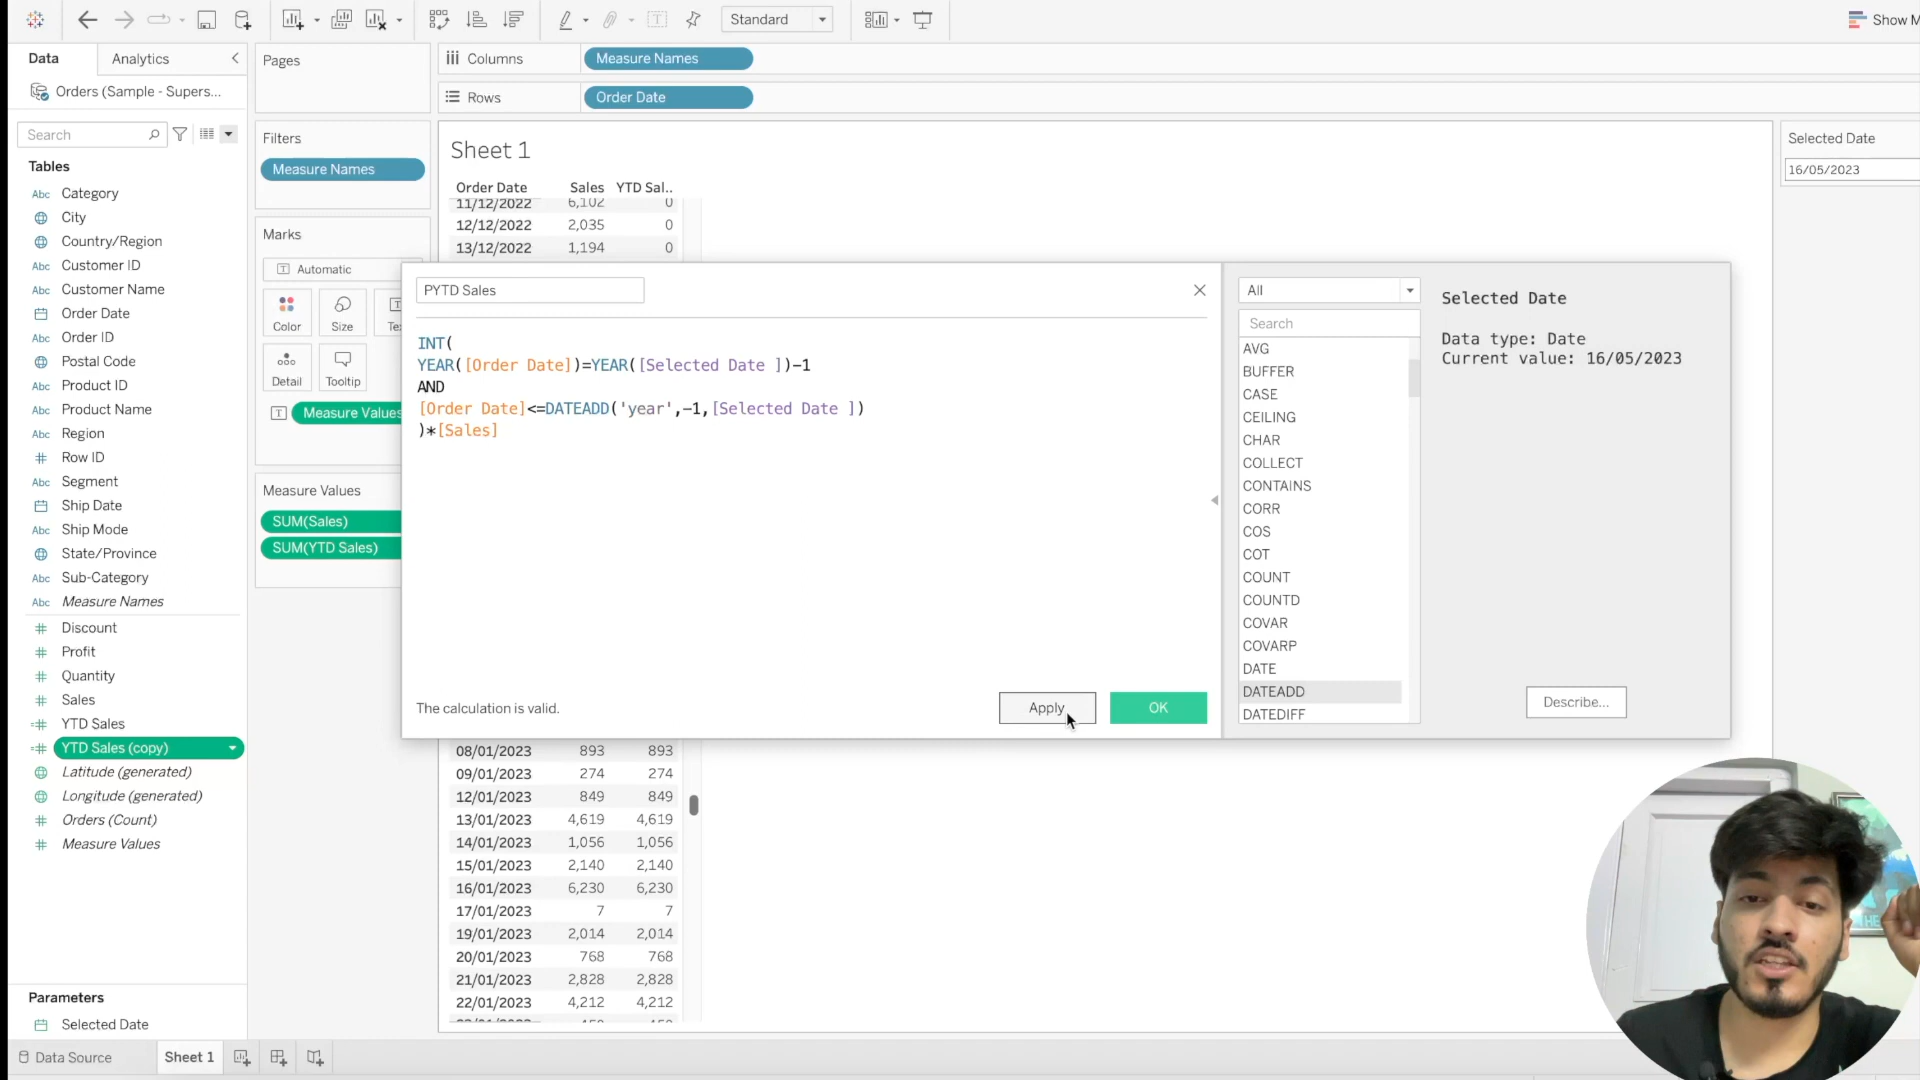 Standard
Show M
Data
Analytics
Orders (Sample - Supers...
Search
Tables
Abc Category
City
Country/Region
Abc Customer ID
Abc Customer Name
Order Date
Abc Order ID
Postal Code
Abc Product ID
Abc Product Name
Abc Region
# Row ID
Abc Segment
Ship Date
Abc Ship Mode
State/Province
Abc Sub-Category
Abc Measure Names
# Discount
# Profit
# Quantity
# Sales
=# YTD Sales
=# YTD Sales (copy)
Latitude (generated)
Longitude (generated)
# Orders (Count)
# Measure Values
Parameters
Selected Date
Pages
Filters
Measure Names
Marks
Automatic
Color
Size
Te
Detail
Tooltip
Measure Values
Measure Values
SUM(Sales)
SUM(YTD Sales)
Columns
Measure Names
Rows
Order Date
Sheet 1
Order Date Sales YTD Sal..
11/12/2022 6,102 0
12/12/2022 2,035 0
13/12/2022 1,194 0
PYTD Sales
INT(
YEAR([Order Date])=YEAR([Selected Date ])-1
AND
[Order Date]<=DATEADD('year',-1,[Selected Date ])
)*[Sales]
The calculation is valid.
Apply
OK
All
Search
AVG
BUFFER
CASE
CEILING
CHAR
COLLECT
CONTAINS
CORR
COS
COT
COUNT
COUNTD
COVAR
COVARP
DATE
DATEADD
DATEDIFF
Selected Date
Data type: Date
Current value: 16/05/2023
Describe...
08/01/2023 893 893
09/01/2023 274 274
12/01/2023 849 849
13/01/2023 4,619 4,619
14/01/2023 1,056 1,056
15/01/2023 2,140 2,140
16/01/2023 6,230 6,230
17/01/2023 7 7
19/01/2023 2,014 2,014
20/01/2023 768 768
21/01/2023 2,828 2,828
22/01/2023 4,212 4,212
Selected Date
16/05/2023
Data Source
Sheet 1